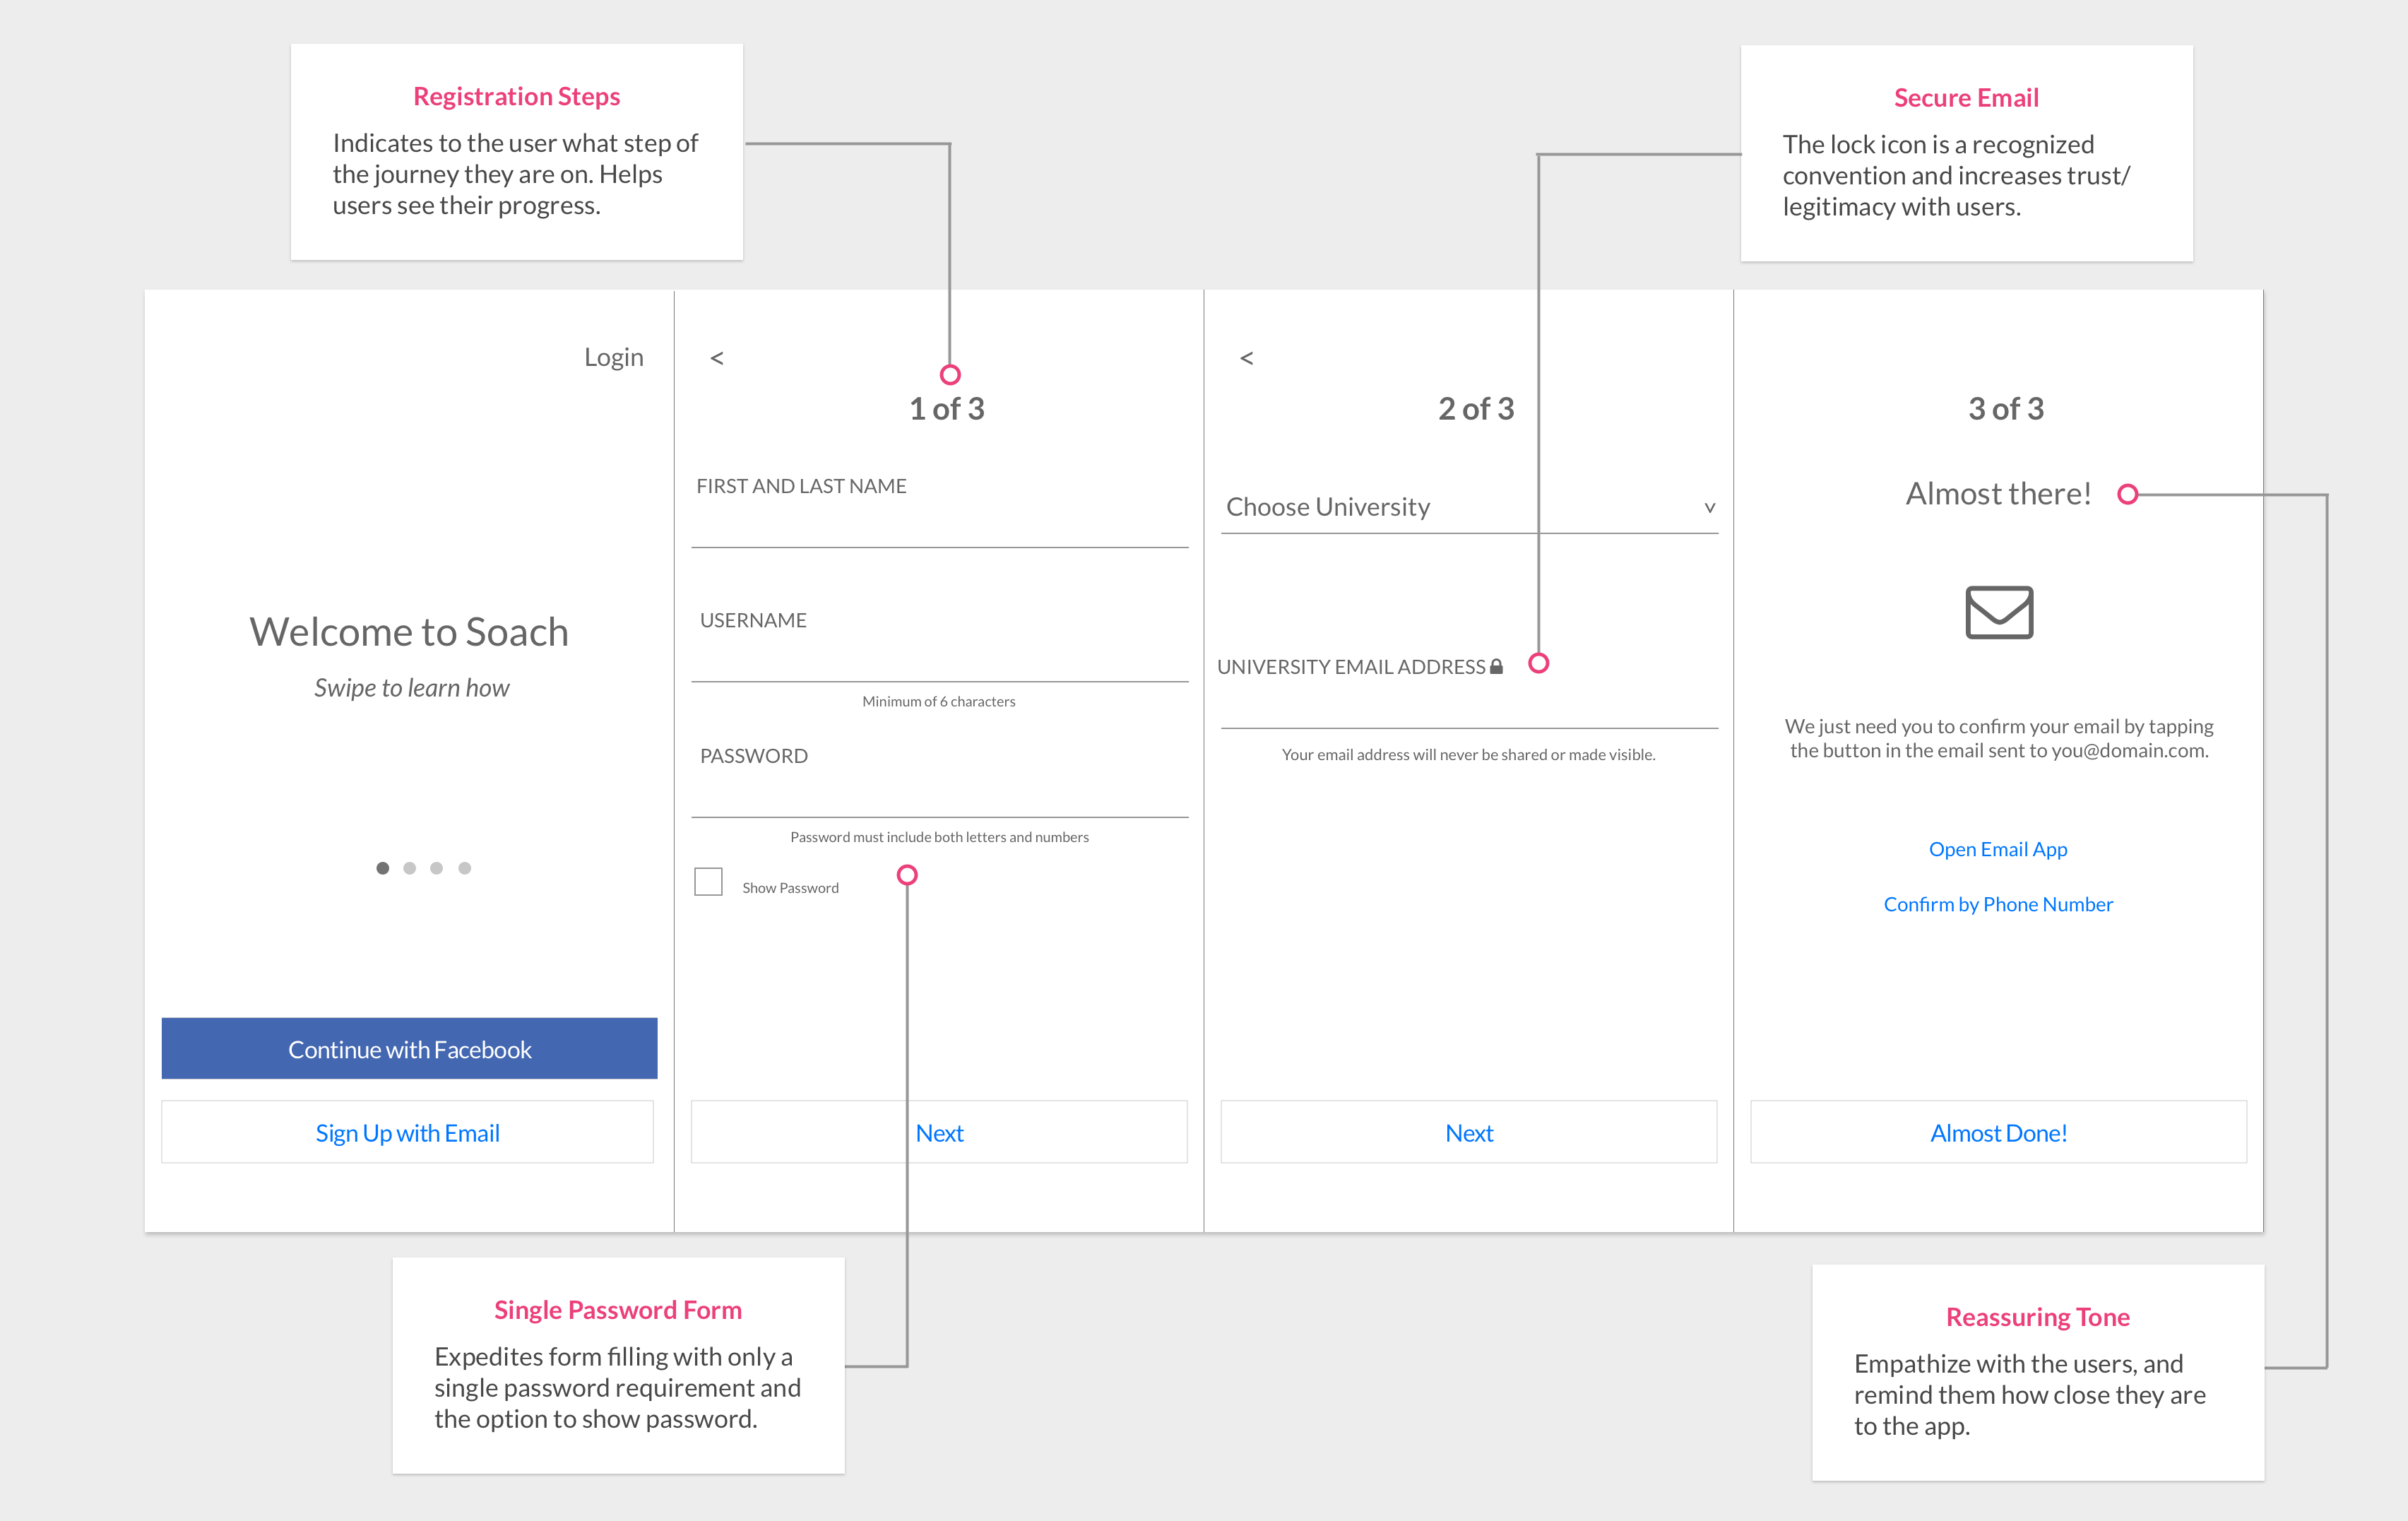 Registration Steps
Indicates to the user what step of
the journey they are on. Helps
users see their progress.
Secure Email
The lock icon is a recognized
convention and increases trust/
legitimacy with users.
Login
Welcome to Soach
Swipe to learn how
Continue with Facebook
Sign Up with Email
<
1 of 3
FIRST AND LAST NAME
USERNAME
Minimum of 6 characters
PASSWORD
Password must include both letters and numbers
Show Password
Next
<
2 of 3
Choose University
v
UNIVERSITY EMAIL ADDRESS
Your email address will never be shared or made visible.
Next
3 of 3
Almost there!
We just need you to confirm your email by tapping
the button in the email sent to you@domain.com.
Open Email App
Confirm by Phone Number
Almost Done!
Single Password Form
Expedites form filling with only a
single password requirement and
the option to show password.
Reassuring Tone
Empathize with the users, and
remind them how close they are
to the app.